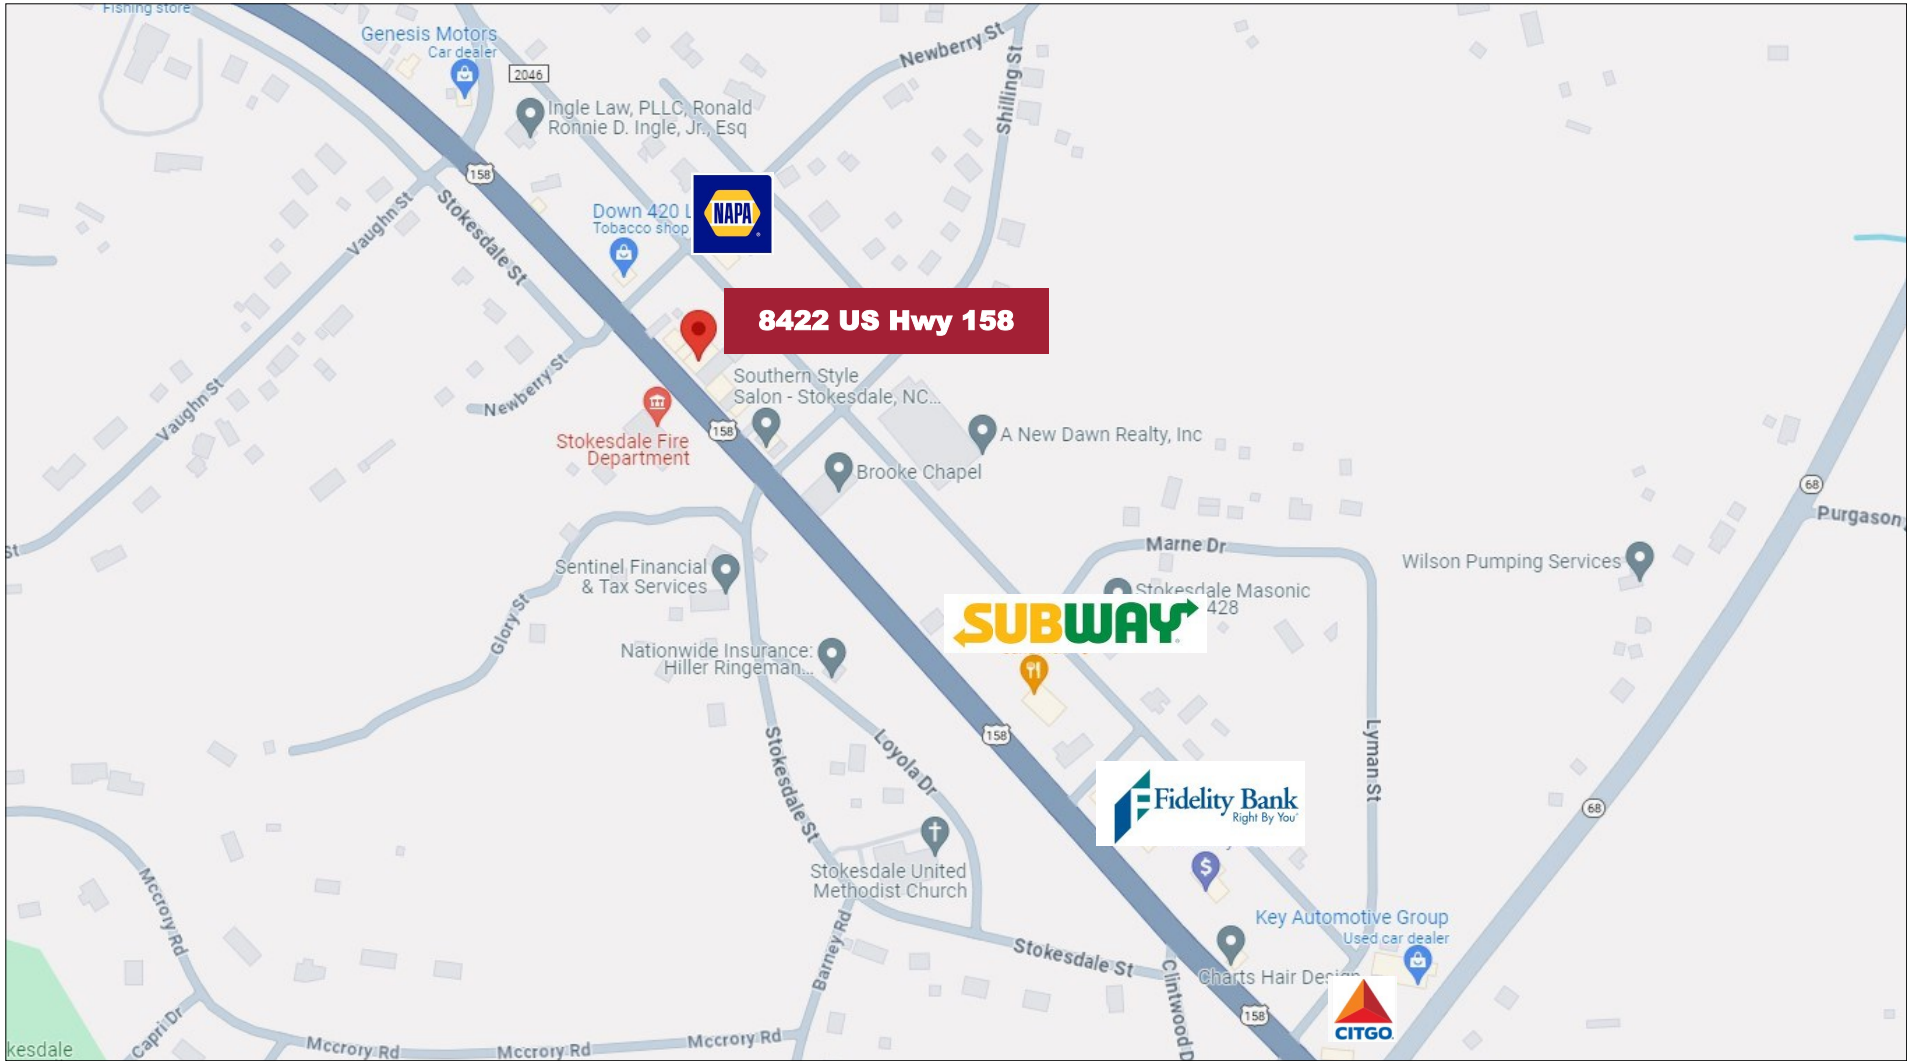 Fishing store
Genesis Motors
Car dealer
2046
Ingle Law, PLLC, Ronald
Ronnie D. Ingle, Jr., Esq
Newberry St
Shilling St
158
Vaughn St
Stokesdale St
Down 420 L
Tobacco shop
NAPA
8422 US Hwy 158
Newberry St
Vaughn St
Southern Style
Salon - Stokesdale, NC...
158
Stokesdale Fire
Department
A New Dawn Realty, Inc
Brooke Chapel
68
Purgason
St
Marne Dr
Wilson Pumping Services
Sentinel Financial
& Tax Services
Stokesdale Masonic
428
SUBWAY
Glory St
Nationwide Insurance:
Hiller Ringeman...
158
Stokesdale St
Loyola Dr
Lyman St
Fidelity Bank
Right By You
68
Stokesdale United
Methodist Church
Mccrory Rd
Barney Rd
Key Automotive Group
Used car dealer
Stokesdale St
Clintwood D
Charts Hair Design
158
CITGO
Capri Dr
kesdale
Mccrory Rd
Mccrory Rd
Mccrory Rd